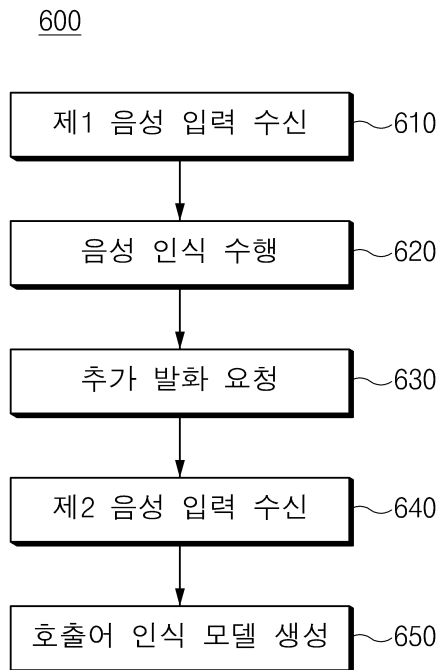 600
제1 음성 입력 수신 610
음성 인식 수행 620
추가 발화 요청 630
제2 음성 입력 수신 640
호출어 인식 모델 생성 650